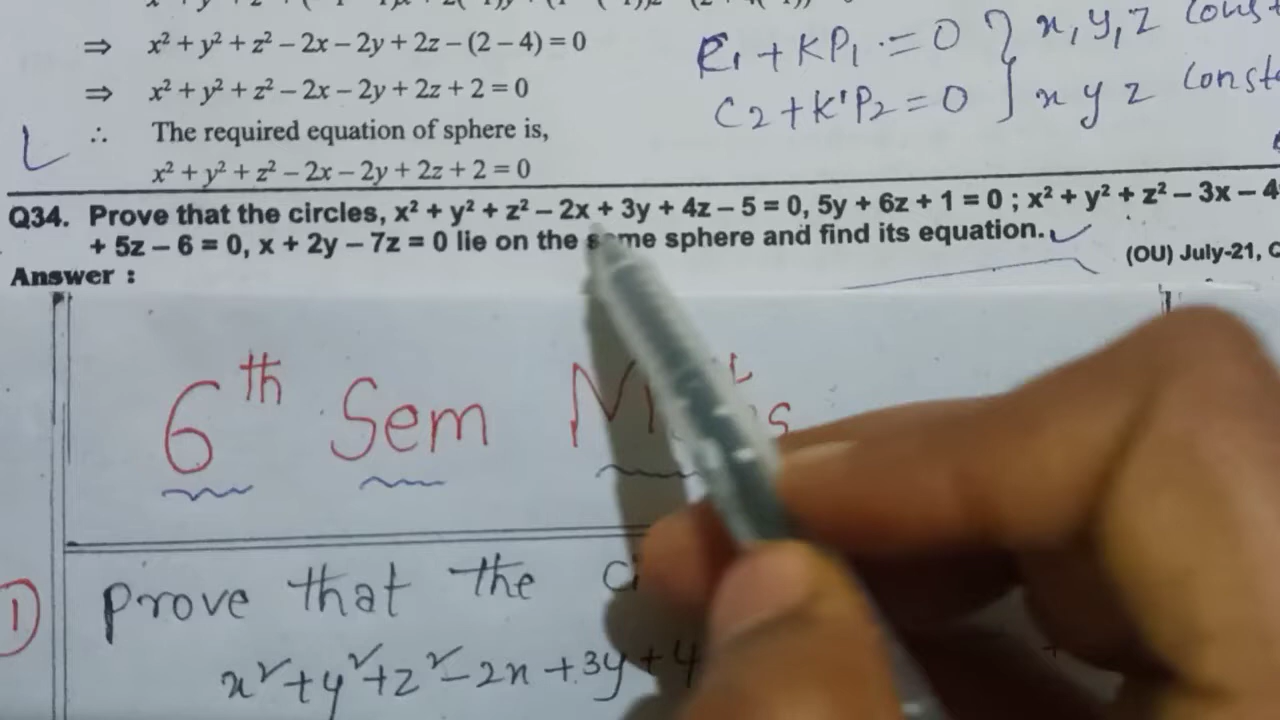 ⇒ x² + y² + z² – 2x – 2y + 2z – (2 – 4) = 0
⇒ x² + y² + z² – 2x – 2y + 2z + 2 = 0
∴ The required equation of sphere is,
x² + y² + z² – 2x – 2y + 2z + 2 = 0
C₁ + KP₁ = 0 } x, y, z
C₂ + K'P₂ = 0 } x y z
Q34. Prove that the circles, x² + y² + z² – 2x + 3y + 4z – 5 = 0, 5y + 6z + 1 = 0 ; x² + y² + z² – 3x – 4
+ 5z – 6 = 0, x + 2y – 7z = 0 lie on the same sphere and find its equation.
(OU) July-21,
Answer :
6th Sem
1 Prove that the
x² + y² + z² – 2x + 3y + 4